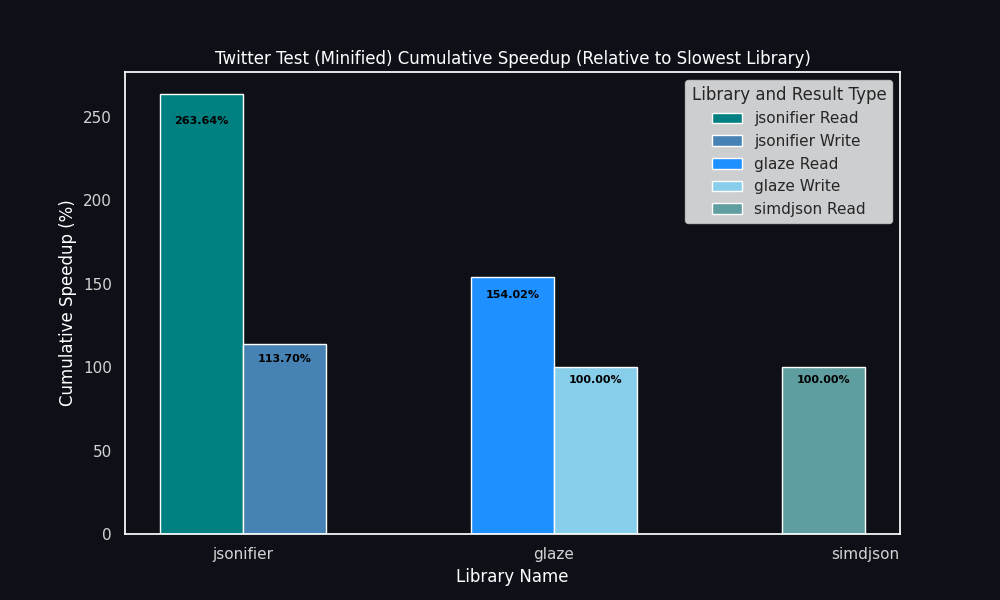 Twitter Test (Minified) Cumulative Speedup (Relative to Slowest Library)
Library and Result Type
jsonifier Read
jsonifier Write
glaze Read
glaze Write
simdjson Read
Cumulative Speedup (%)
250
200
150
100
50
0
263.64%
113.70%
154.02%
100.00%
100.00%
jsonifier
glaze
simdjson
Library Name